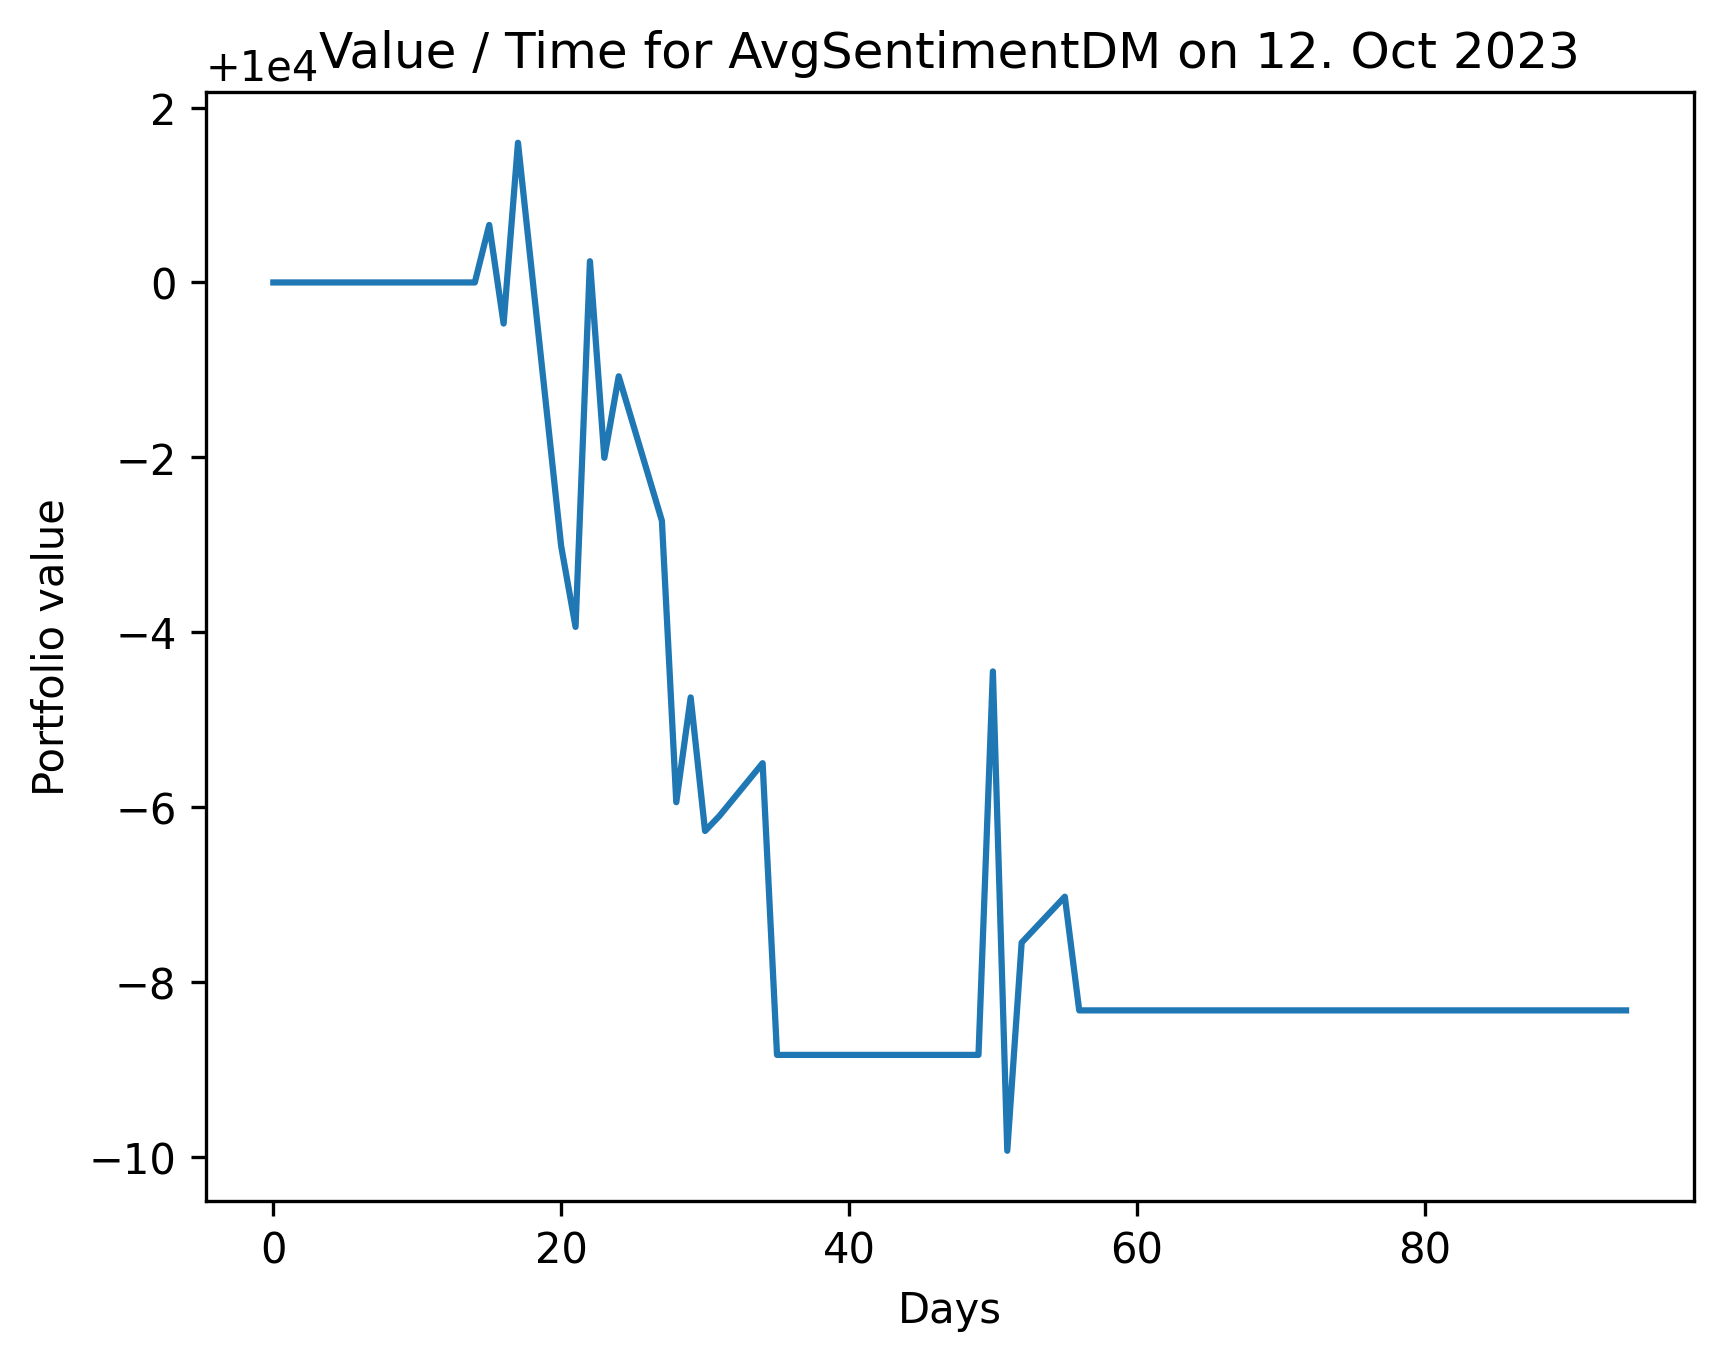 Value / Time for AvgSentimentDM on 12. Oct 2023
+1e4
2
0
−2
−4
−6
−8
−10
Portfolio value
0 20 40 60 80
Days